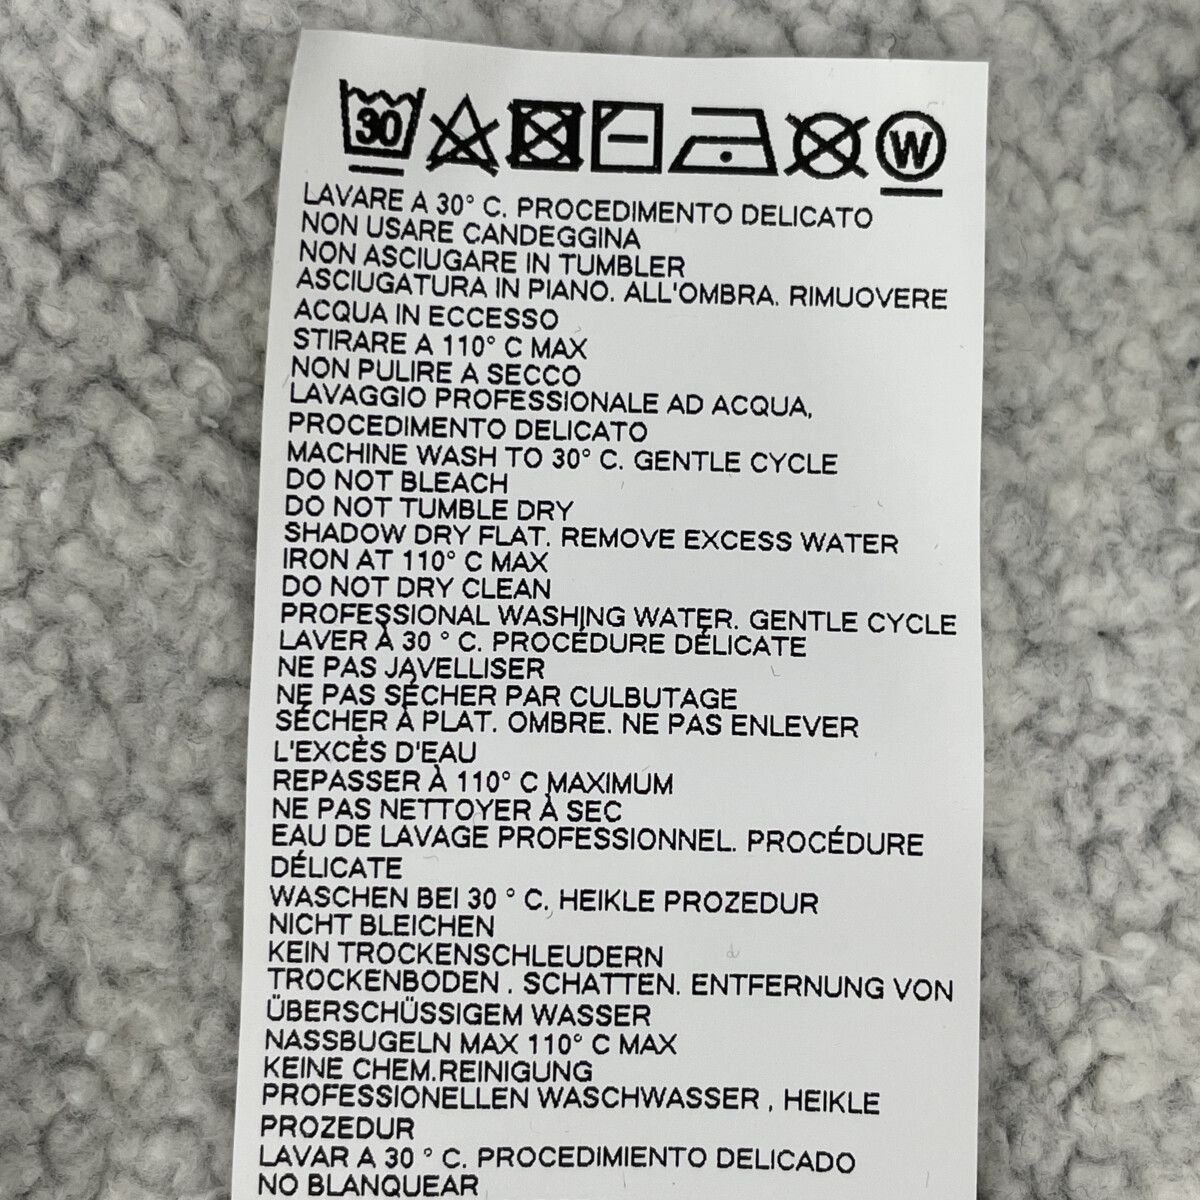 30 W
LAVARE A 30° C. PROCEDIMENTO DELICATO
NON USARE CANDEGGINA
NON ASCIUGARE IN TUMBLER
ASCIUGATURA IN PIANO. ALL'OMBRA. RIMUOVERE
ACQUA IN ECCESSO
STIRARE A 110° C MAX
NON PULIRE A SECCO
LAVAGGIO PROFESSIONALE AD ACQUA,
PROCEDIMENTO DELICATO
MACHINE WASH TO 30° C. GENTLE CYCLE
DO NOT BLEACH
DO NOT TUMBLE DRY
SHADOW DRY FLAT. REMOVE EXCESS WATER
IRON AT 110° C MAX
DO NOT DRY CLEAN
PROFESSIONAL WASHING WATER. GENTLE CYCLE
LAVER À 30 ° C. PROCÉDURE DÉLICATE
NE PAS JAVELLISER
NE PAS SÉCHER PAR CULBUTAGE
SÉCHER À PLAT. OMBRE. NE PAS ENLEVER
L'EXCÈS D'EAU
REPASSER À 110° C MAXIMUM
NE PAS NETTOYER À SEC
EAU DE LAVAGE PROFESSIONNEL. PROCÉDURE
DÉLICATE
WASCHEN BEI 30 ° C. HEIKLE PROZEDUR
NICHT BLEICHEN
KEIN TROCKENSCHLEUDERN
TROCKENBODEN . SCHATTEN. ENTFERNUNG VON
ÜBERSCHÜSSIGEM WASSER
NASSBUGELN MAX 110° C MAX
KEINE CHEM.REINIGUNG
PROFESSIONELLEN WASCHWASSER , HEIKLE
PROZEDUR
LAVAR A 30 ° C. PROCEDIMIENTO DELICADO
NO BLANQUEAR